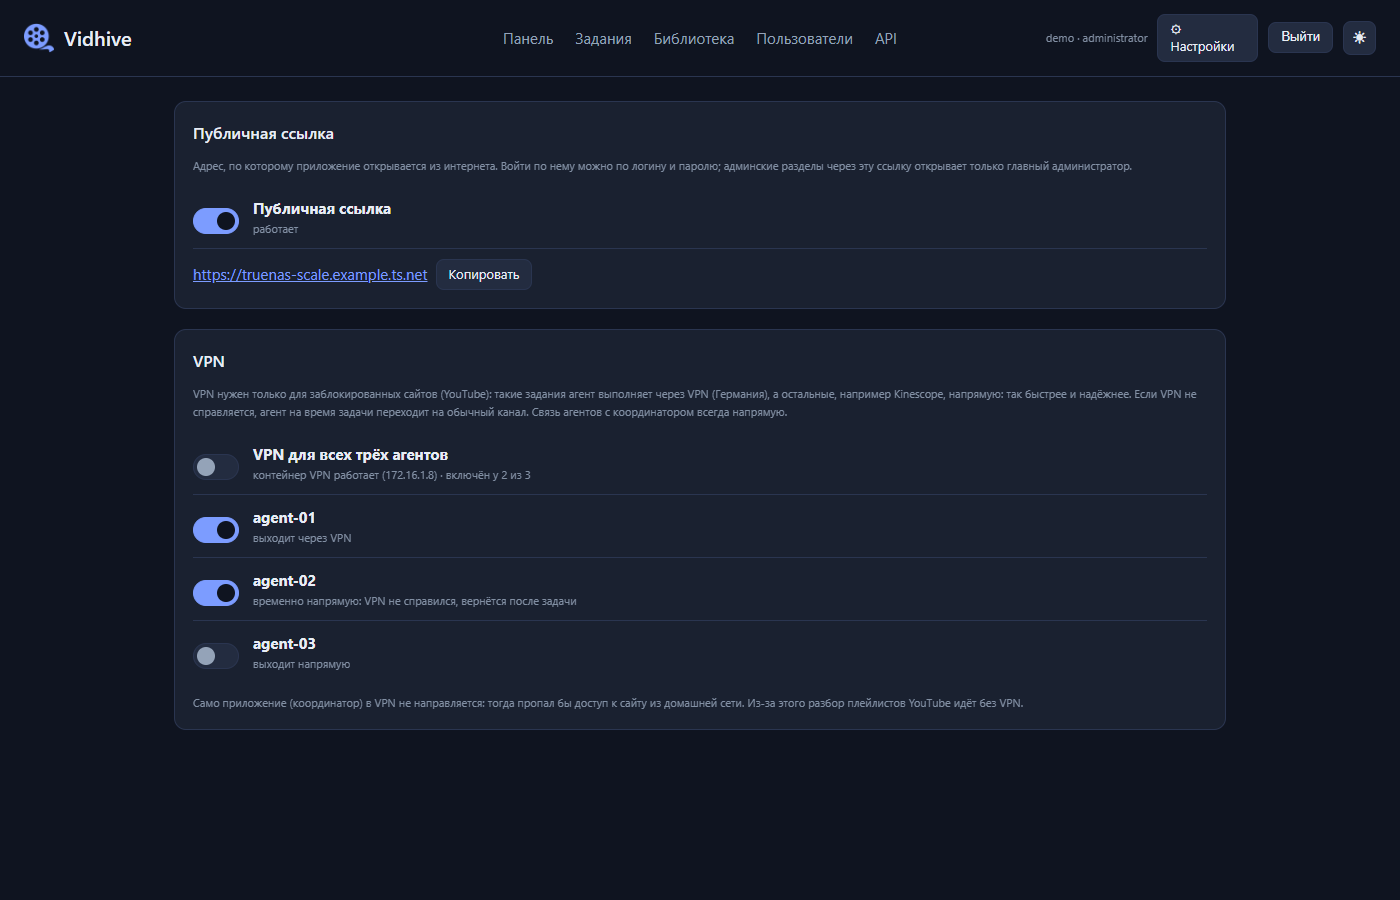 Vidhive
Панель
Задания
Библиотека
Пользователи
API
demo · administrator
⚙
Настройки
Выйти
Публичная ссылка
Адрес, по которому приложение открывается из интернета. Войти по нему можно по логину и паролю; админские разделы через эту ссылку открывает только главный администратор.
Публичная ссылка
работает
https://truenas-scale.example.ts.net
Копировать
VPN
VPN нужен только для заблокированных сайтов (YouTube): такие задания агент выполняет через VPN (Германия), а остальные, например Kinescope, напрямую: так быстрее и надёжнее. Если VPN не
справляется, агент на время задачи переходит на обычный канал. Связь агентов с координатором всегда напрямую.
VPN для всех трёх агентов
контейнер VPN работает (172.16.1.8) · включён у 2 из 3
agent-01
выходит через VPN
agent-02
временно напрямую: VPN не справился, вернётся после задачи
agent-03
выходит напрямую
Само приложение (координатор) в VPN не направляется: тогда пропал бы доступ к сайту из домашней сети. Из-за этого разбор плейлистов YouTube идёт без VPN.